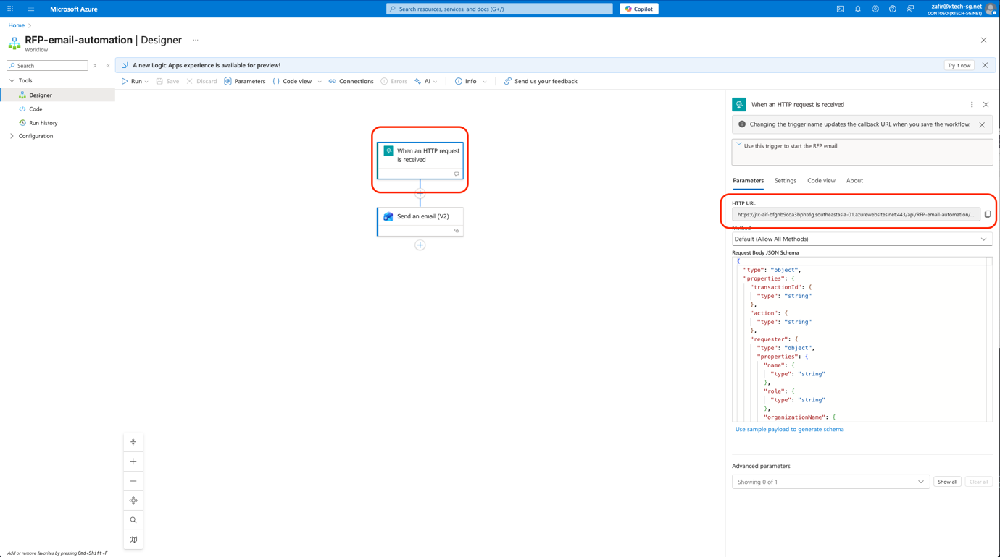 Microsoft Azure
Search resources, services, and docs (G+/)
Copilot
zafir@xtech-sg.net
CONTOSO (XTECH-SG.NET)
Home
RFP-email-automation | Designer
Workflow
Search
A new Logic Apps experience is available for preview!
Try it now
Tools
Designer
Code
Run history
Configuration
Run
Save
Discard
Parameters
Code view
Connections
Errors
AI
Info
Send us your feedback
When an HTTP request
is received
Send an email (V2)
When an HTTP request is received
Changing the trigger name updates the callback URL when you save the workflow.
Use this trigger to start the RFP email
Parameters Settings Code view About
HTTP URL
https://jtc-aif-bfgnb9cqa3bphtdg.southeastasia-01.azurewebsites.net:443/api/RFP-email-automation/...
Method
Default (Allow All Methods)
Request Body JSON Schema
{
"type": "object",
"properties": {
"transactionId": {
"type": "string"
},
"action": {
"type": "string"
},
"requester": {
"type": "object",
"properties": {
"name": {
"type": "string"
},
"role": {
"type": "string"
},
"organizationName": {
Use sample payload to generate schema
Advanced parameters
Showing 0 of 1
Show all
Clear all
Add or remove favorites by pressing Cmd+Shift+F